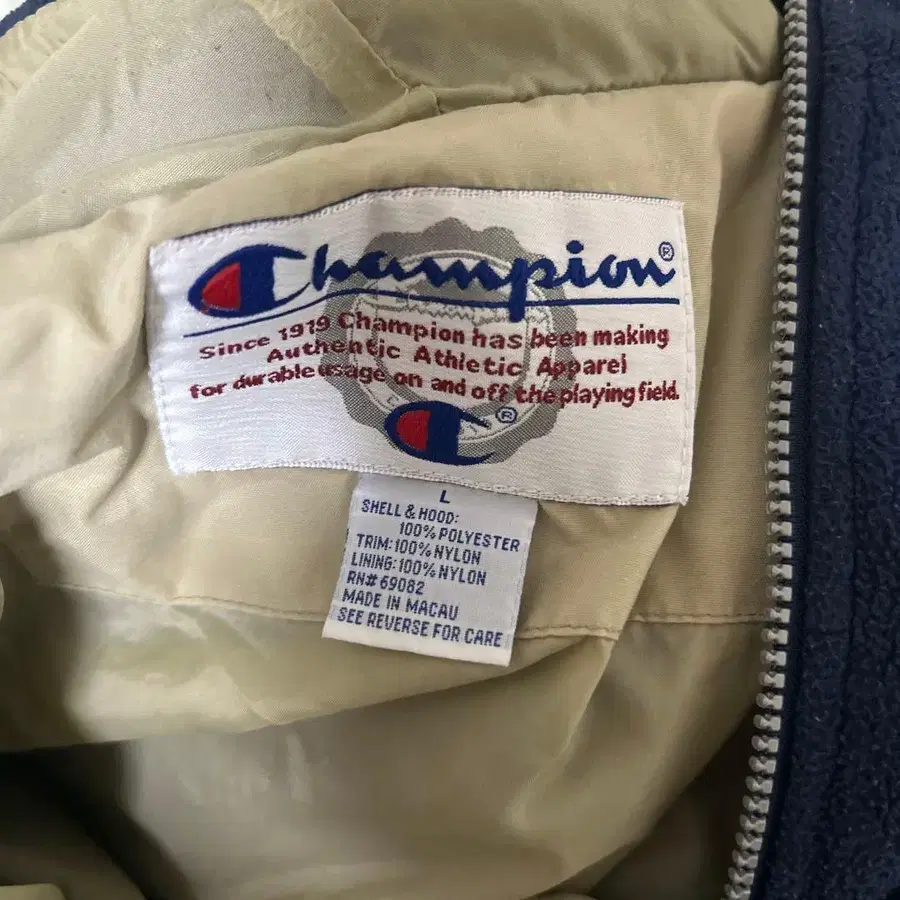 Champion®
Since 1919 Champion has been making
Authentic Athletic Apparel
for durable usage on and off the playing field.
®
L
SHELL & HOOD:
100% POLYESTER
TRIM: 100% NYLON
LINING: 100% NYLON
RN# 69082
MADE IN MACAU
SEE REVERSE FOR CARE